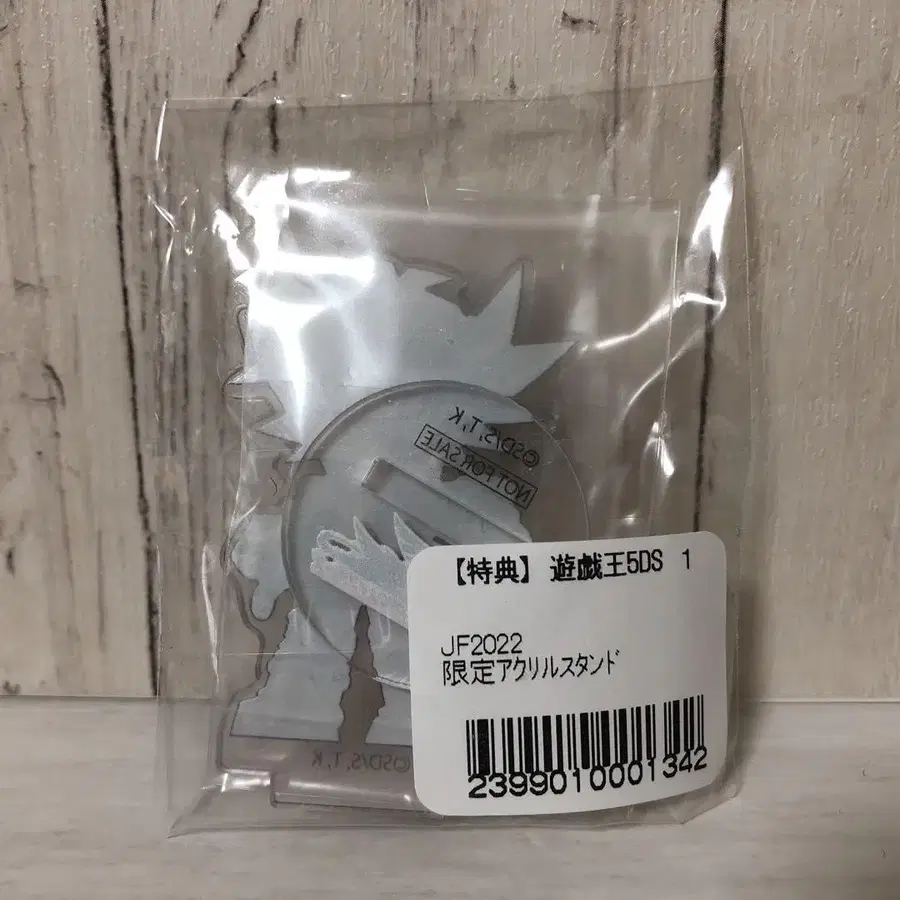 ©SD/S, T, K
NOT FOR SALE
【特典】 遊戯王5DS 1
JF2022
限定アクリルスタンド
2399010001342
©SD/S, T, K